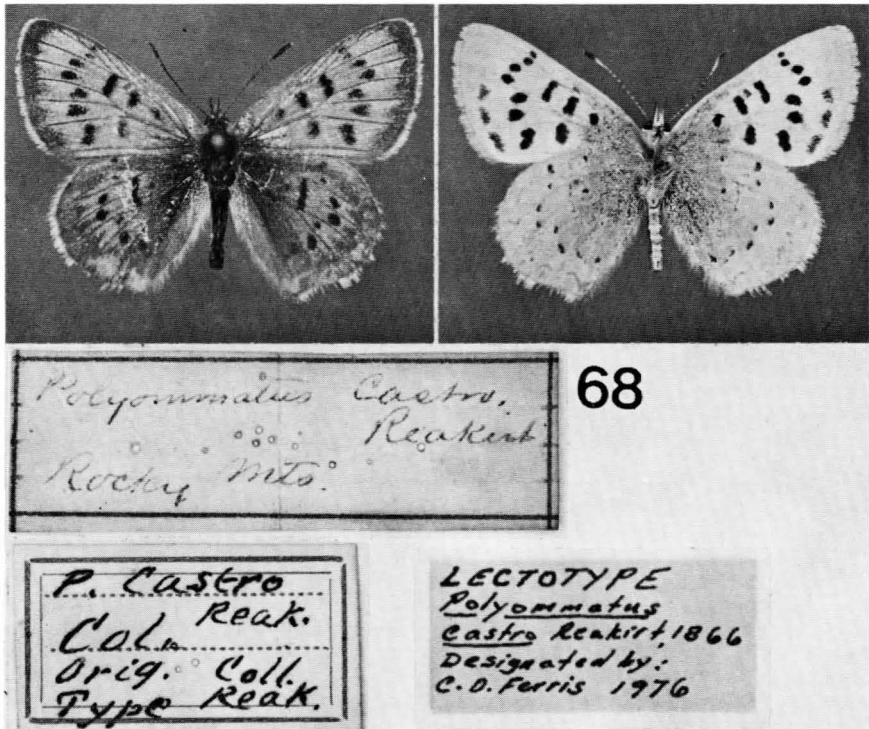 68
Polyommatus Castro.
Reakirt
Rocky Mts.
P. Castro
Reak.
Col.
Orig. Coll.
Type Reak.
LECTOTYPE
Polyommatus
castro Reakirt, 1866
Designated by:
C.D. Ferris 1976